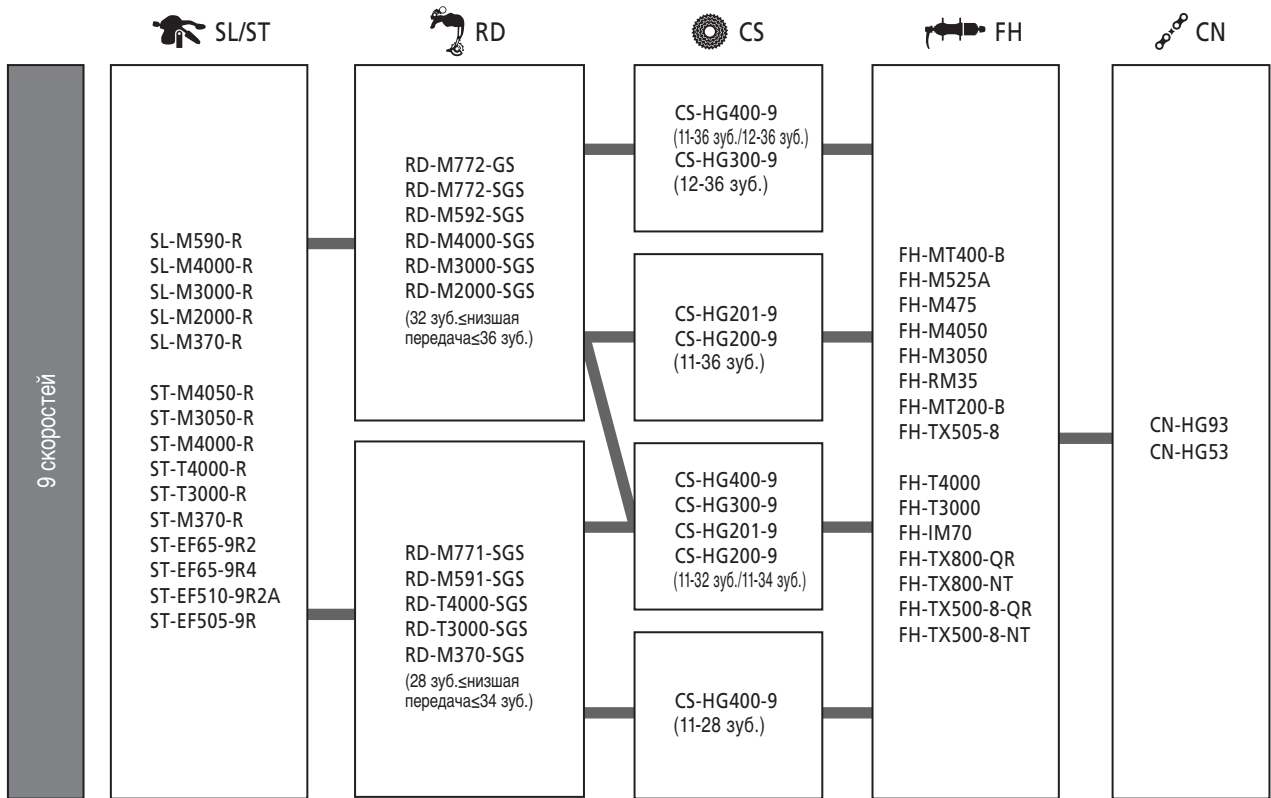 SL/ST
RD
CS
FH
CN
9 скоростей
SL-M590-R
SL-M4000-R
SL-M3000-R
SL-M2000-R
SL-M370-R
ST-M4050-R
ST-M3050-R
ST-M4000-R
ST-T4000-R
ST-T3000-R
ST-M370-R
ST-EF65-9R2
ST-EF65-9R4
ST-EF510-9R2A
ST-EF505-9R
RD-M772-GS
RD-M772-SGS
RD-M592-SGS
RD-M4000-SGS
RD-M3000-SGS
RD-M2000-SGS
(32 зуб.≤низшая
передача≤36 зуб.)
RD-M771-SGS
RD-M591-SGS
RD-T4000-SGS
RD-T3000-SGS
RD-M370-SGS
(28 зуб.≤низшая
передача≤34 зуб.)
CS-HG400-9
(11-36 зуб./12-36 зуб.)
CS-HG300-9
(12-36 зуб.)
CS-HG201-9
CS-HG200-9
(11-36 зуб.)
CS-HG400-9
CS-HG300-9
CS-HG201-9
CS-HG200-9
(11-32 зуб./11-34 зуб.)
CS-HG400-9
(11-28 зуб.)
FH-MT400-B
FH-M525A
FH-M475
FH-M4050
FH-M3050
FH-RM35
FH-MT200-B
FH-TX505-8
FH-T4000
FH-T3000
FH-IM70
FH-TX800-QR
FH-TX800-NT
FH-TX500-8-QR
FH-TX500-8-NT
CN-HG93
CN-HG53